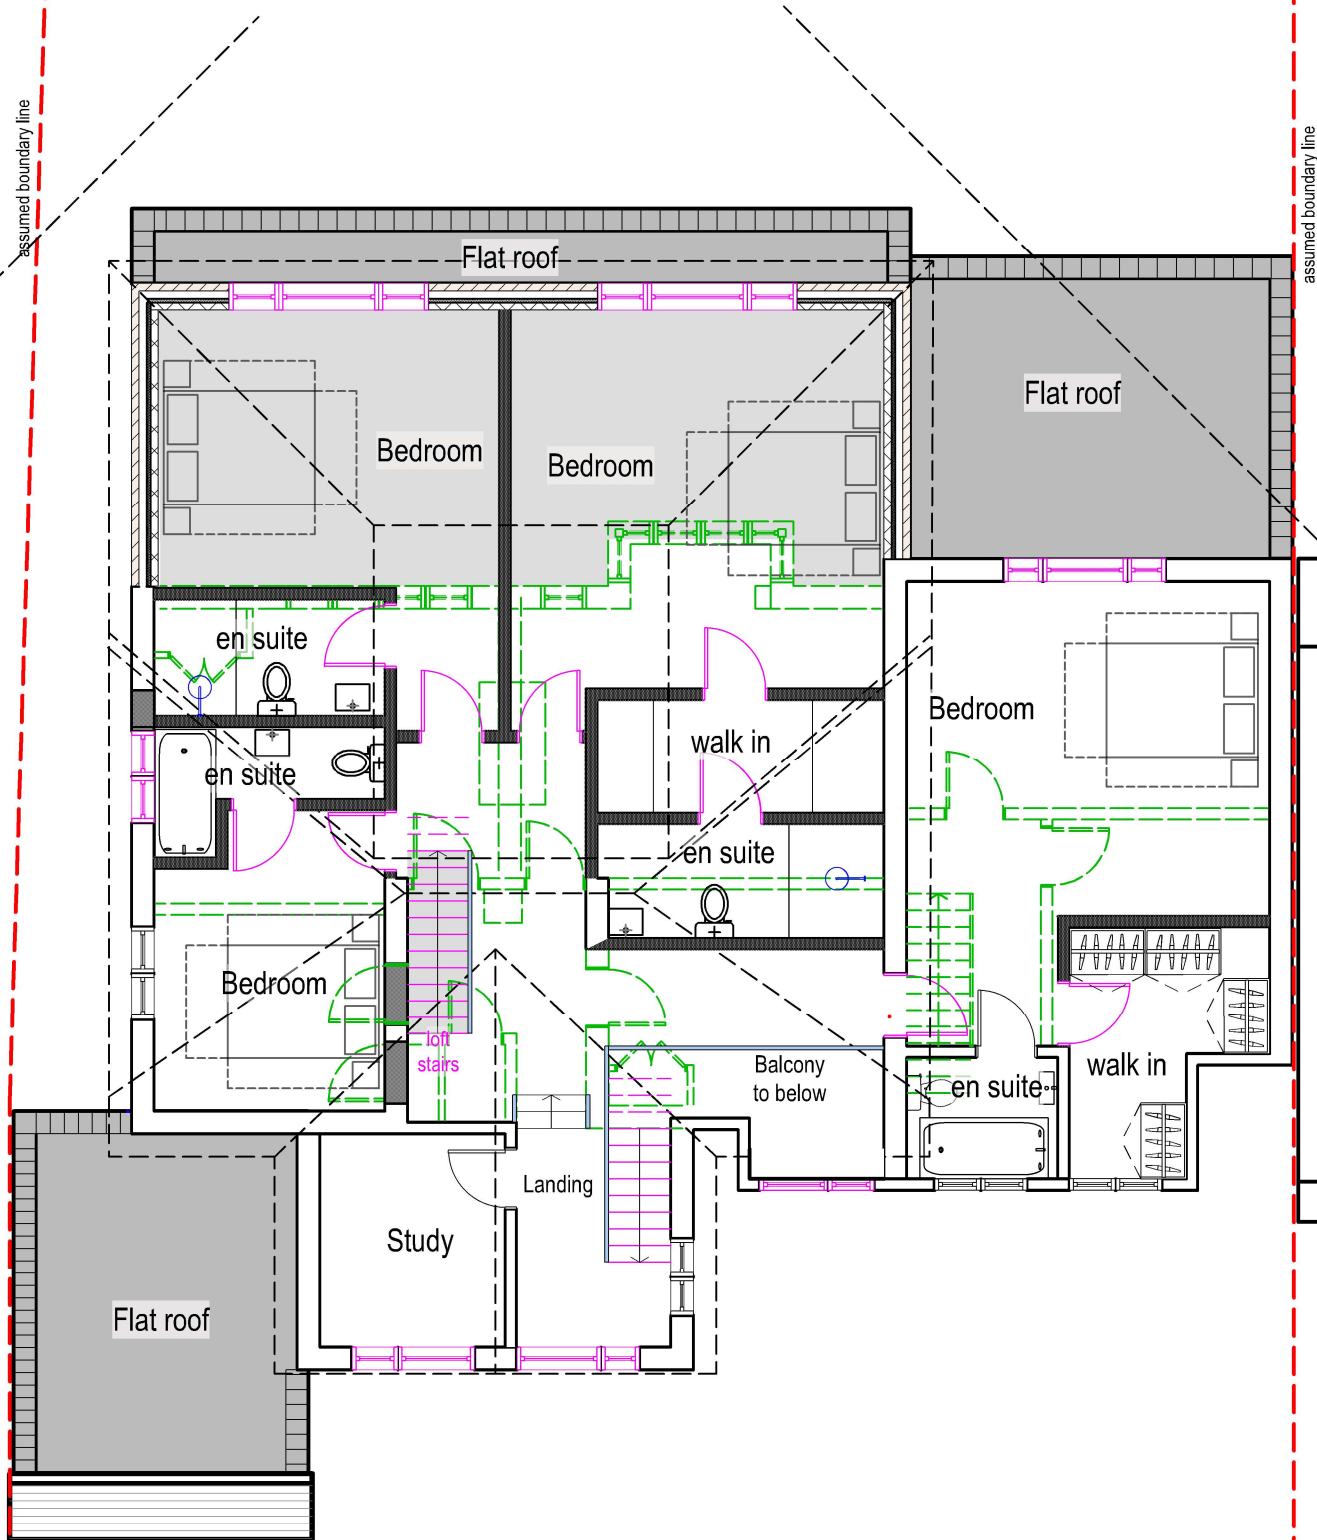 assumed boundary line
assumed boundary line
Flat roof
Flat roof
Bedroom
Bedroom
en suite
Bedroom
walk in
en suite
en suite
Bedroom
loft
stairs
Balcony
to below
en suite
walk in
Landing
Study
Flat roof